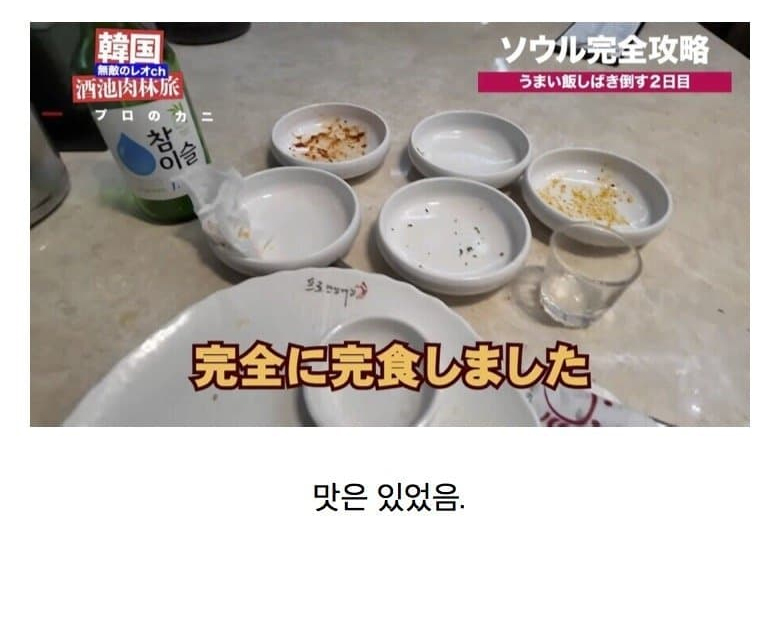 韓国
無敵のレオch
酒池肉林旅
プロのカニ
ソウル完全攻略
うまい飯しばき倒す2日目
참
이슬
完全に完食しました
맛은 있었음.